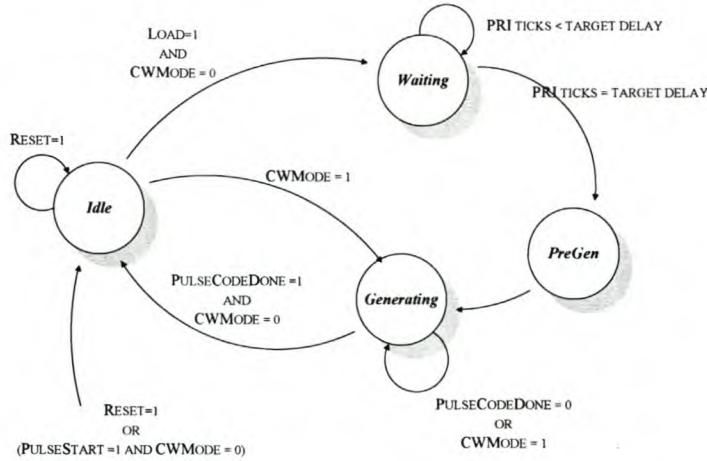 LOAD=1
AND
CWMODE = 0
PRI TICKS < TARGET DELAY
Waiting
PRI TICKS = TARGET DELAY
RESET=1
CWMODE = 1
Idle
PreGen
PULSECODEDONE =1
AND
CWMODE = 0
Generating
RESET=1
OR
(PULSESTART =1 AND CWMODE = 0)
PULSECODEDONE = 0
OR
CWMODE = 1